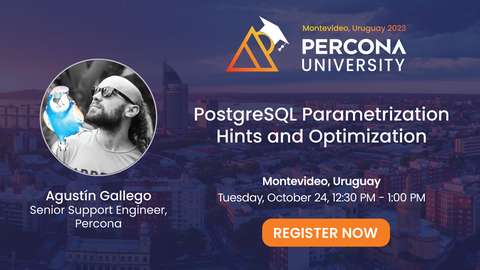 Montevideo, Uruguay 2023
PERCONA
UNIVERSITY
PostgreSQL Parametrization
Hints and Optimization
Montevideo, Uruguay
Tuesday, October 24, 12:30 PM - 1:00 PM
REGISTER NOW
Agustín Gallego
Senior Support Engineer,
Percona